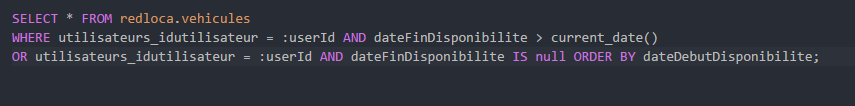 SELECT * FROM redloca.vehicules
WHERE utilisateurs_idutilisateur = :userId AND dateFinDisponibilite > current_date()
OR utilisateurs_idutilisateur = :userId AND dateFinDisponibilite IS null ORDER BY dateDebutDisponibilite;